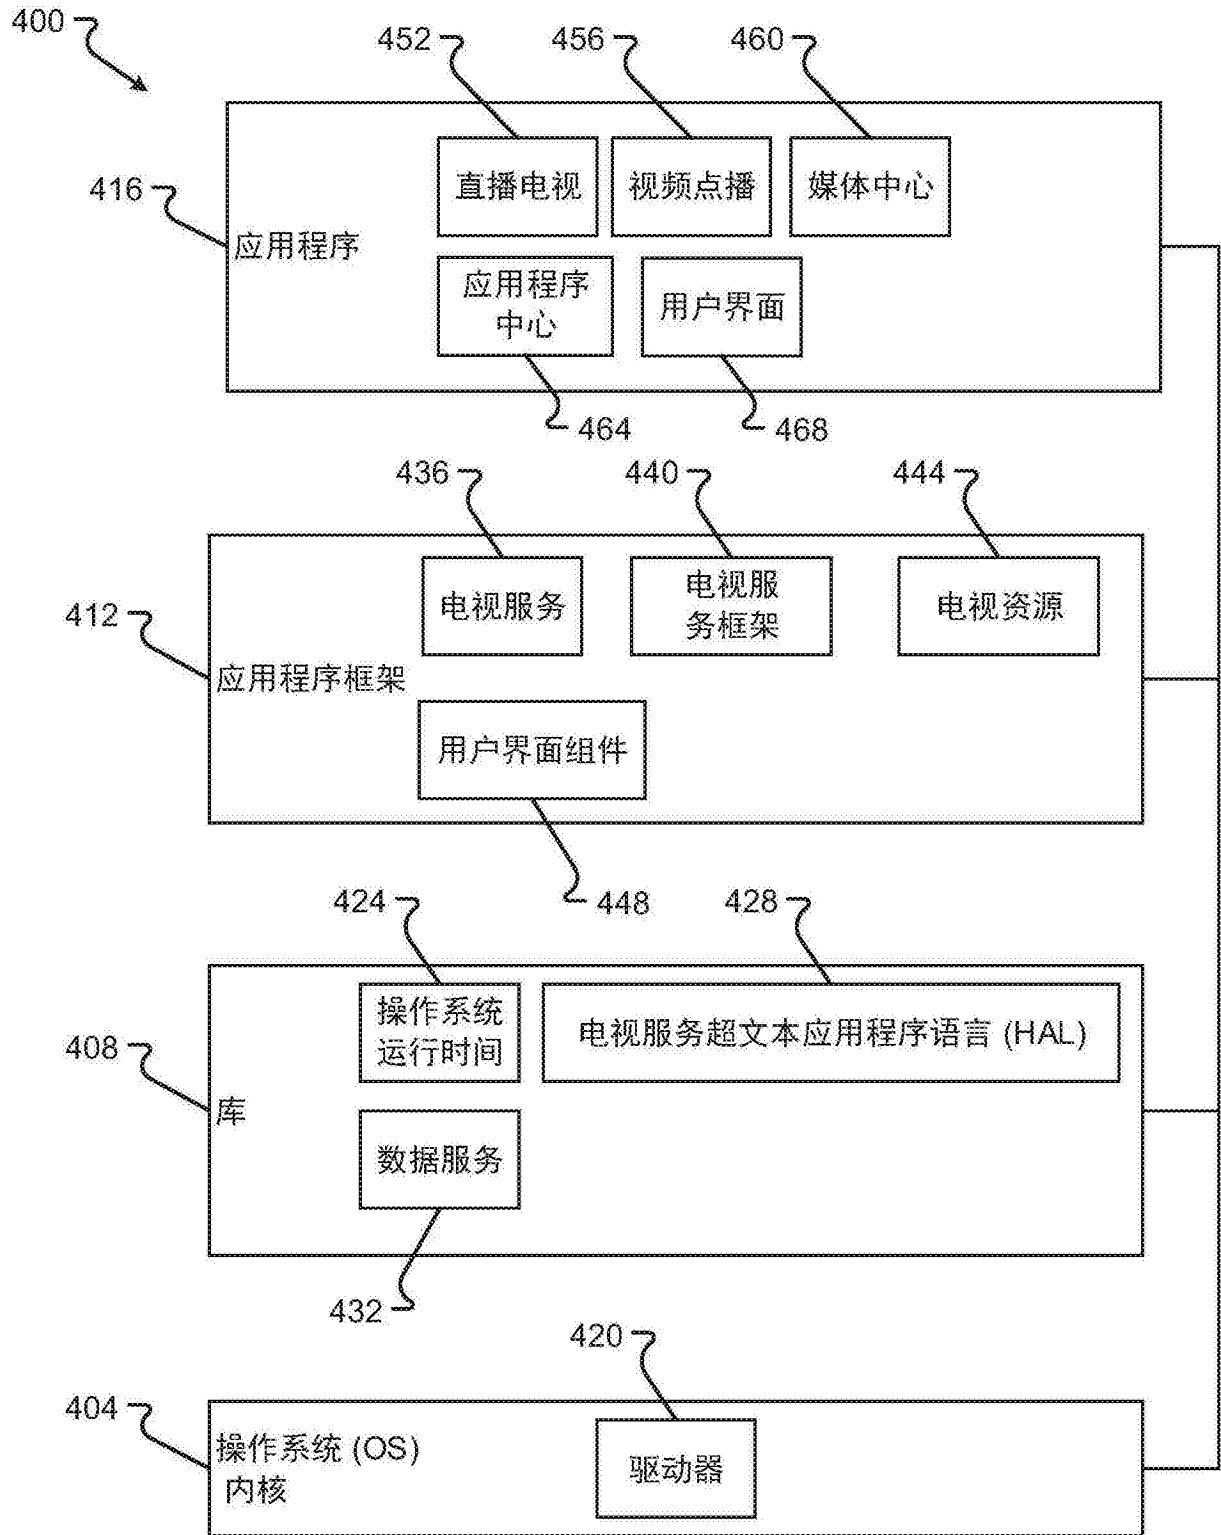 400
452
456
460
416
应用程序
直播电视
视频点播
媒体中心
应用程序
中心
用户界面
464
468
436
440
444
412
应用程序框架
电视服务
电视服
务框架
电视资源
用户界面组件
448
424
428
408
库
操作系统
运行时间
电视服务超文本应用程序语言 (HAL)
数据服务
432
420
404
操作系统 (OS)
内核
驱动器